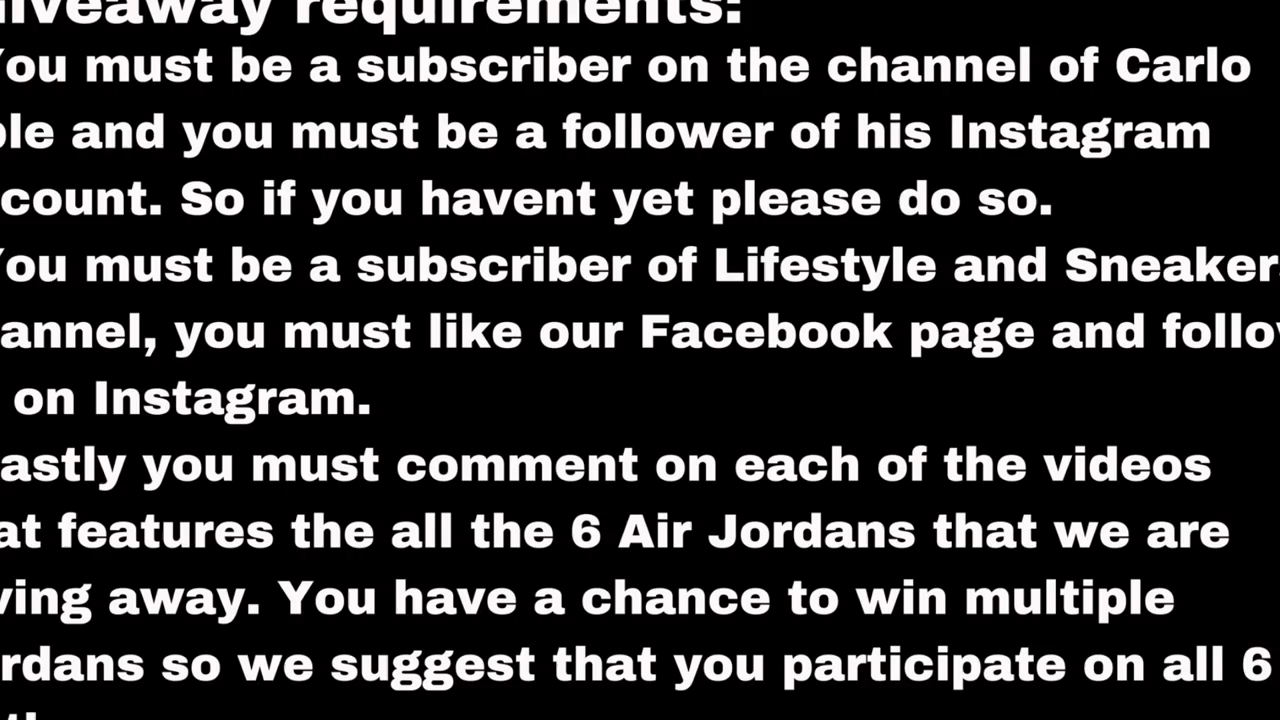 iveaway requirements:
You must be a subscriber on the channel of Carlo
ple and you must be a follower of his Instagram
count. So if you havent yet please do so.
You must be a subscriber of Lifestyle and Sneaker
annel, you must like our Facebook page and follow
on Instagram.
astly you must comment on each of the videos
at features the all the 6 Air Jordans that we are
ving away. You have a chance to win multiple
rdans so we suggest that you participate on all 6